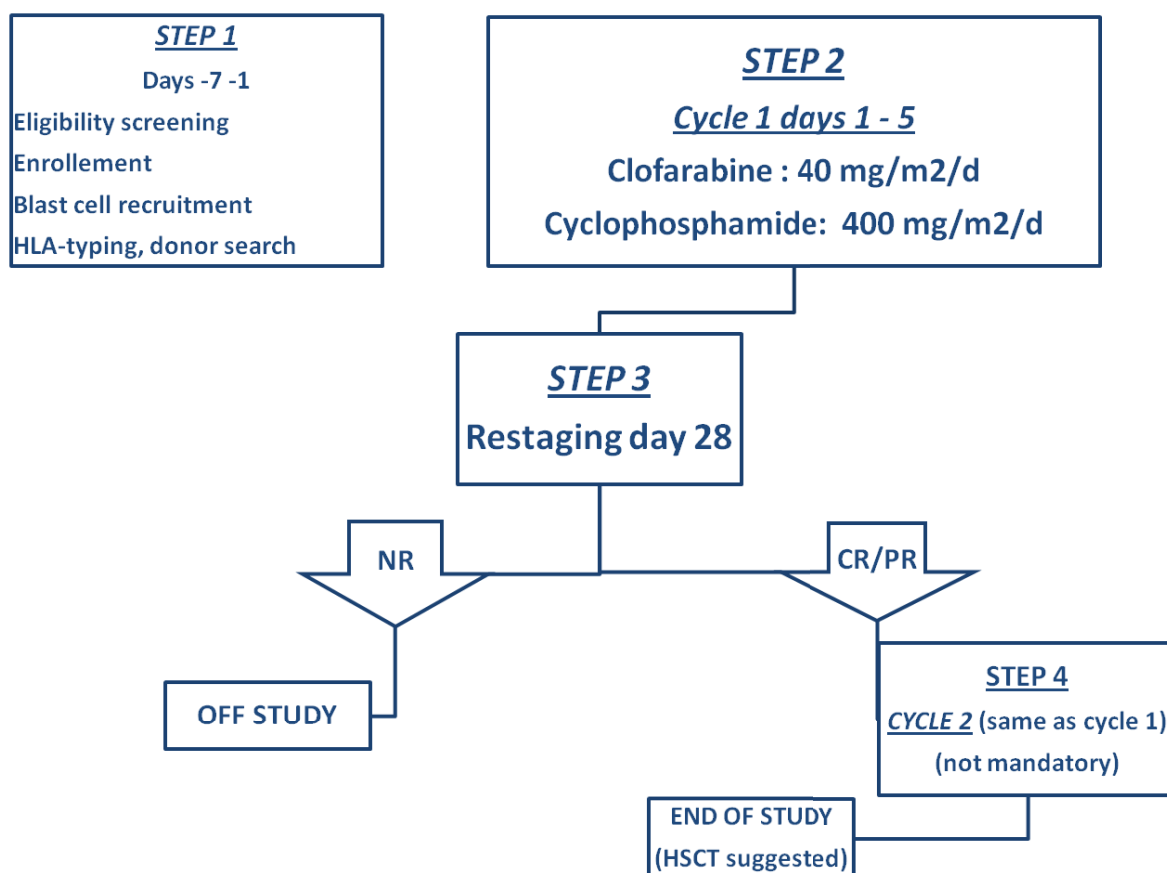 STEP 1
Days -7 -1
Eligibility screening
Enrollement
Blast cell recruitment
HLA-typing, donor search
STEP 2
Cycle 1 days 1 - 5
Clofarabine : 40 mg/m2/d
Cyclophosphamide: 400 mg/m2/d
STEP 3
Restaging day 28
NR
CR/PR
OFF STUDY
STEP 4
CYCLE 2 (same as cycle 1)
(not mandatory)
END OF STUDY
(HSCT suggested)